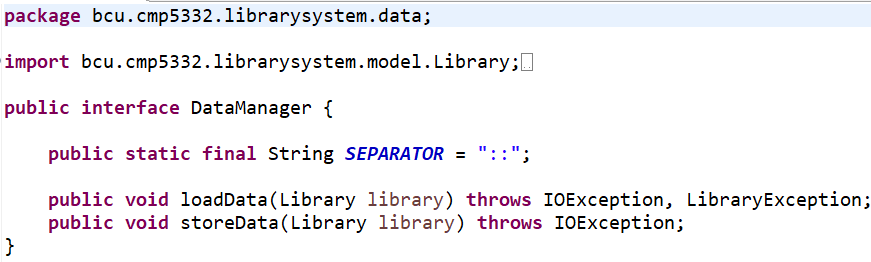 package bcu.cmp5332.librarysystem.data;
import bcu.cmp5332.librarysystem.model.Library;
public interface DataManager {
public static final String SEPARATOR = "::";
public void loadData(Library library) throws IOException, LibraryException;
public void storeData(Library library) throws IOException;
}